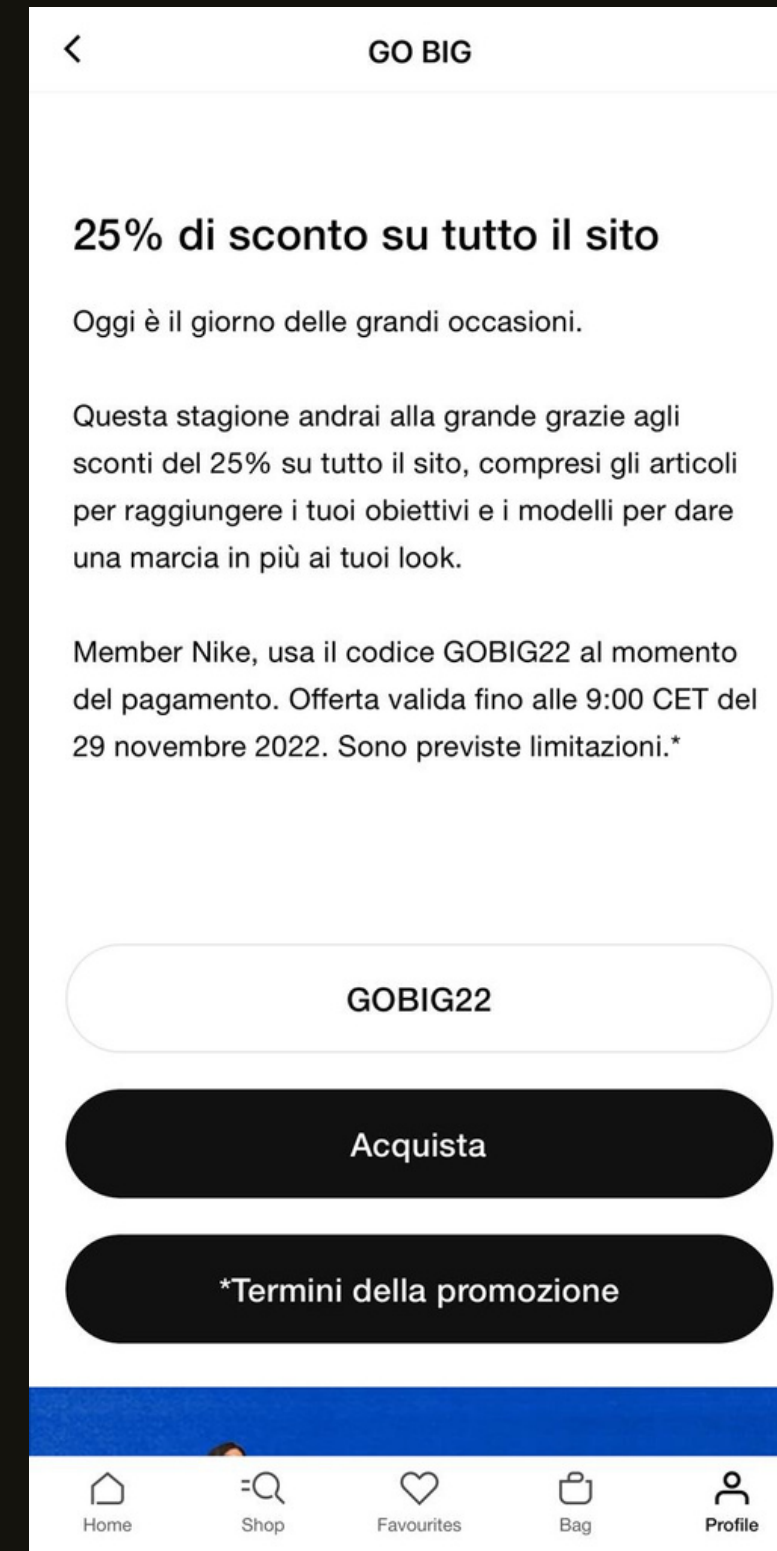 GO BIG
25% di sconto su tutto il sito
Oggi è il giorno delle grandi occasioni.
Questa stagione andrai alla grande grazie agli
sconti del 25% su tutto il sito, compresi gli articoli
per raggiungere i tuoi obiettivi e i modelli per dare
una marcia in più ai tuoi look.
Member Nike, usa il codice GOBIG22 al momento
del pagamento. Offerta valida fino alle 9:00 CET del
29 novembre 2022. Sono previste limitazioni.*
GOBIG22
Acquista
*Termini della promozione
Home Shop Favourites Bag Profile